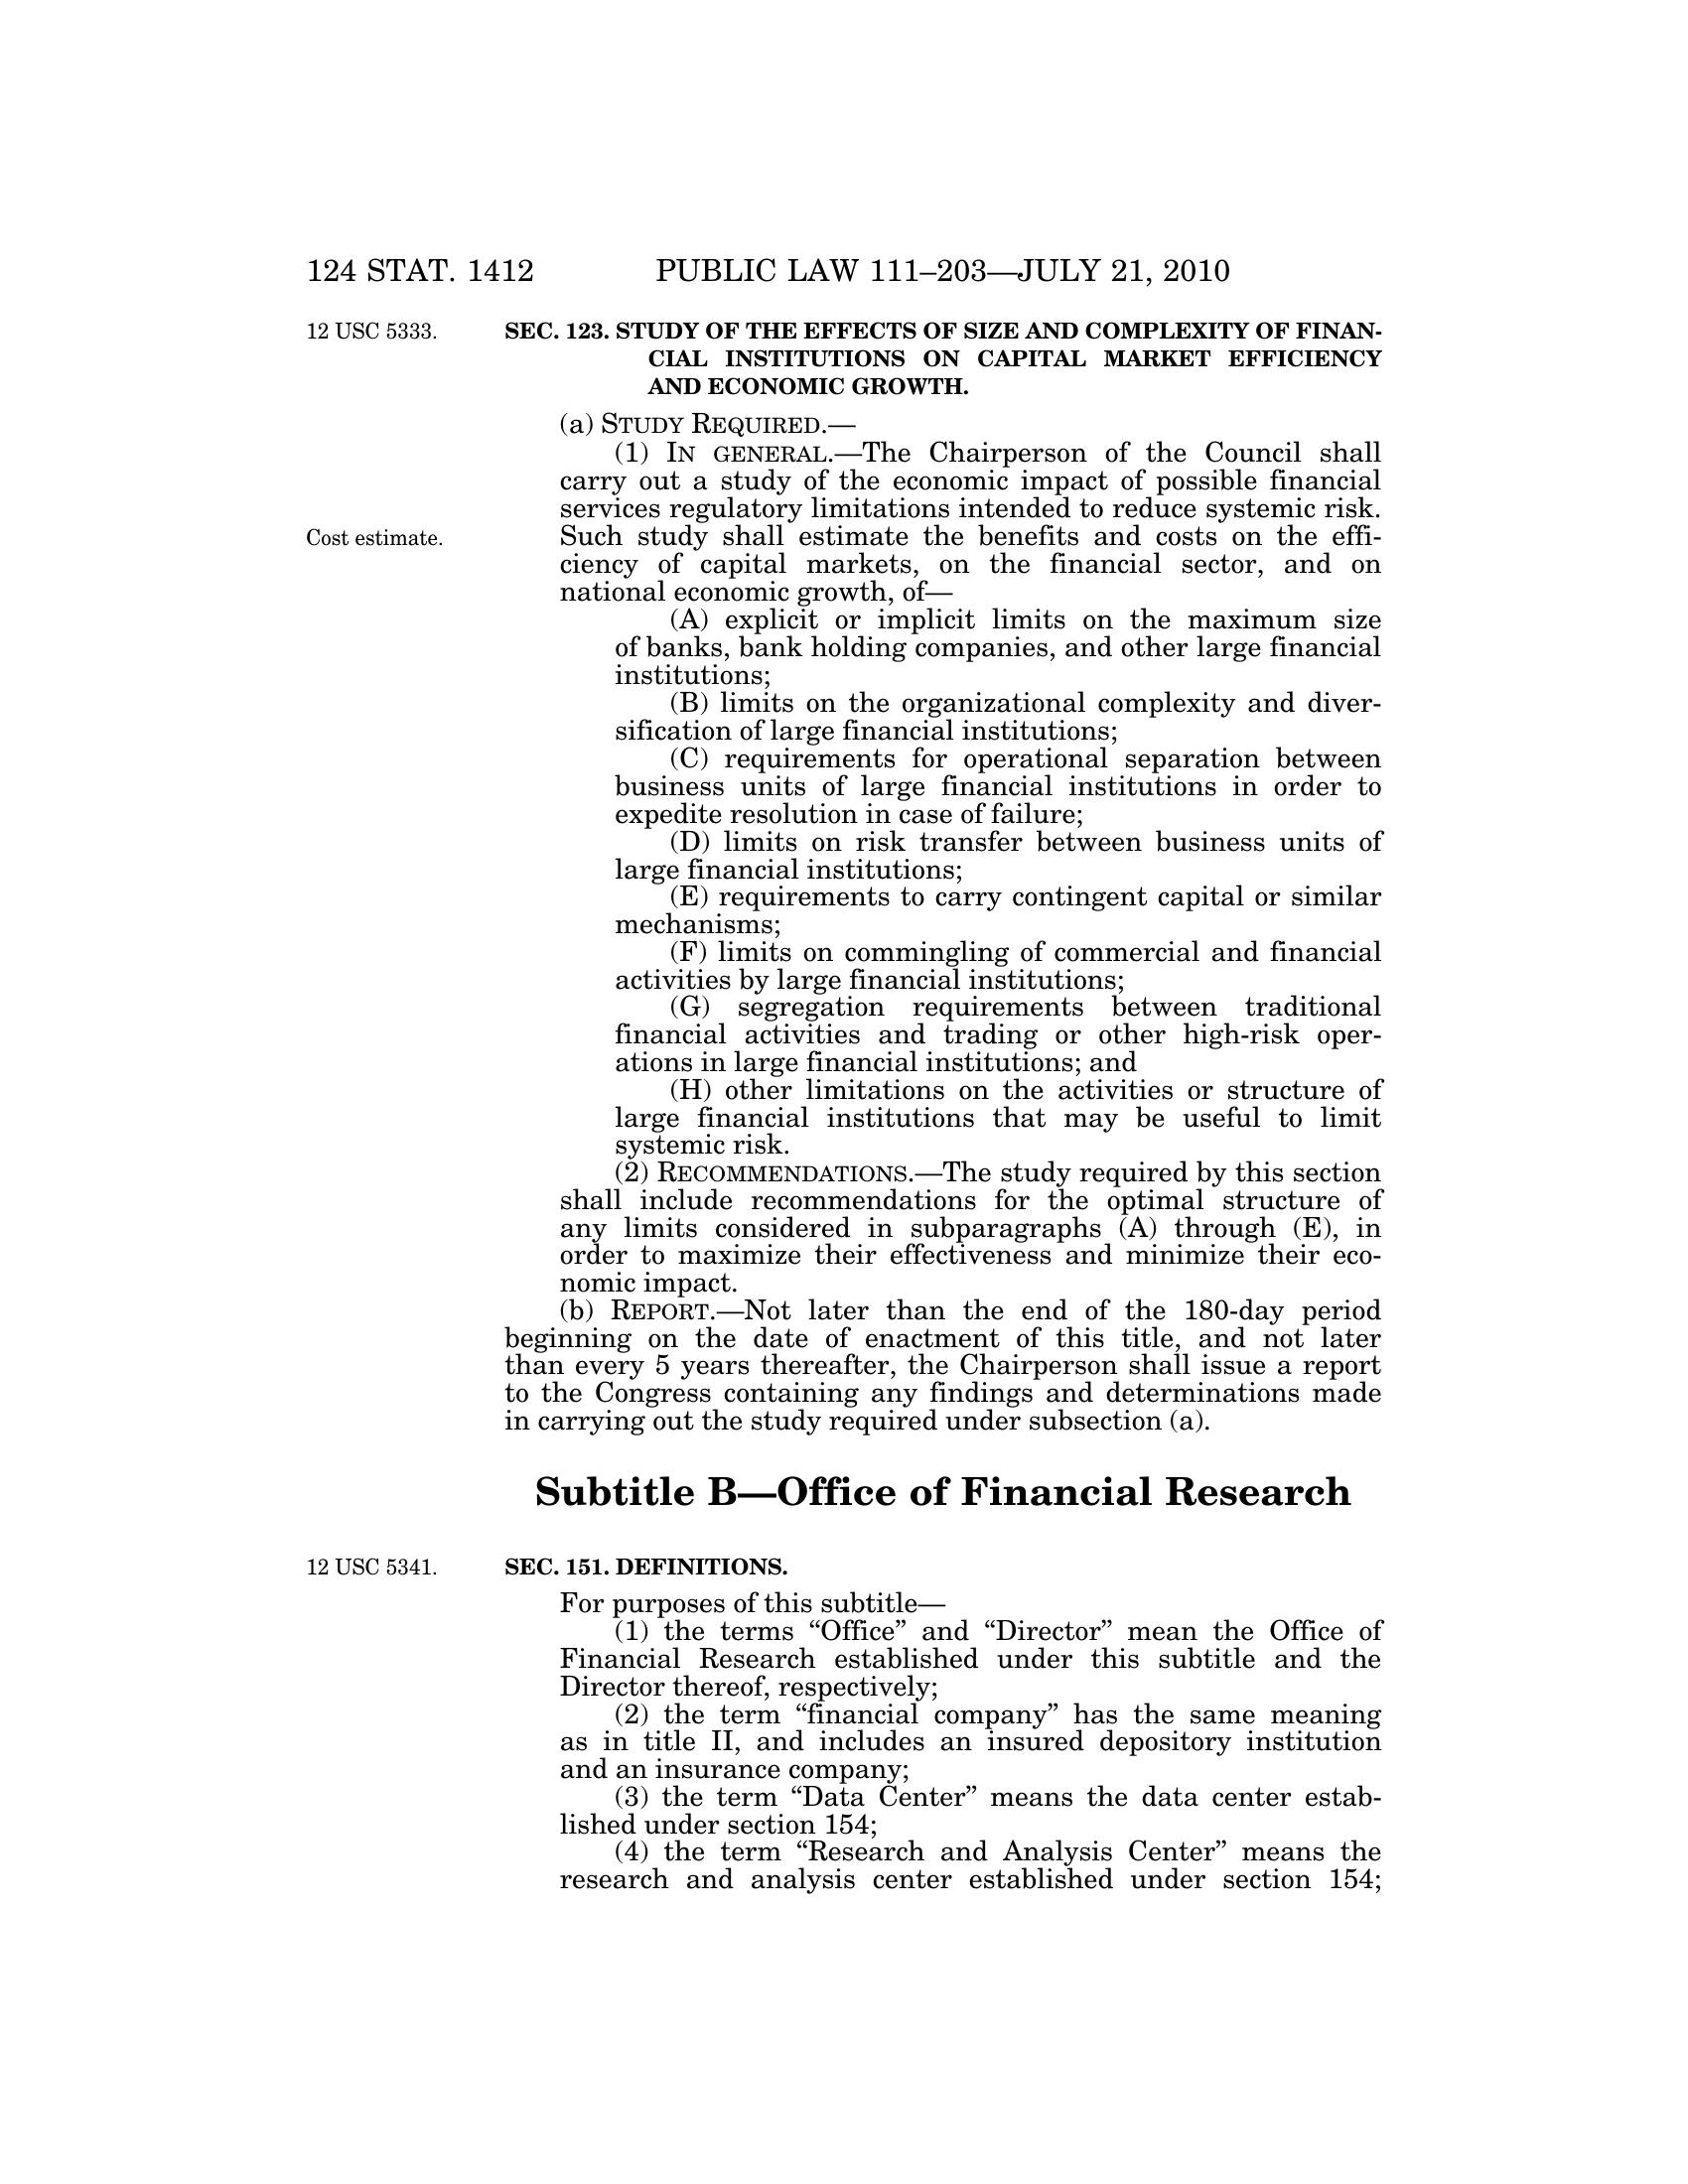 124 STAT. 1412 PUBLIC LAW 111–203—JULY 21, 2010
12 USC 5333.
SEC. 123. STUDY OF THE EFFECTS OF SIZE AND COMPLEXITY OF FINAN-
CIAL INSTITUTIONS ON CAPITAL MARKET EFFICIENCY
AND ECONOMIC GROWTH.
(a) STUDY REQUIRED.—
(1) IN GENERAL.—The Chairperson of the Council shall
carry out a study of the economic impact of possible financial
services regulatory limitations intended to reduce systemic risk.
Cost estimate.
Such study shall estimate the benefits and costs on the effi-
ciency of capital markets, on the financial sector, and on
national economic growth, of—
(A) explicit or implicit limits on the maximum size
of banks, bank holding companies, and other large financial
institutions;
(B) limits on the organizational complexity and diver-
sification of large financial institutions;
(C) requirements for operational separation between
business units of large financial institutions in order to
expedite resolution in case of failure;
(D) limits on risk transfer between business units of
large financial institutions;
(E) requirements to carry contingent capital or similar
mechanisms;
(F) limits on commingling of commercial and financial
activities by large financial institutions;
(G) segregation requirements between traditional
financial activities and trading or other high-risk oper-
ations in large financial institutions; and
(H) other limitations on the activities or structure of
large financial institutions that may be useful to limit
systemic risk.
(2) RECOMMENDATIONS.—The study required by this section
shall include recommendations for the optimal structure of
any limits considered in subparagraphs (A) through (E), in
order to maximize their effectiveness and minimize their eco-
nomic impact.
(b) REPORT.—Not later than the end of the 180-day period
beginning on the date of enactment of this title, and not later
than every 5 years thereafter, the Chairperson shall issue a report
to the Congress containing any findings and determinations made
in carrying out the study required under subsection (a).
Subtitle B—Office of Financial Research
12 USC 5341.
SEC. 151. DEFINITIONS.
For purposes of this subtitle—
(1) the terms “Office” and “Director” mean the Office of
Financial Research established under this subtitle and the
Director thereof, respectively;
(2) the term “financial company” has the same meaning
as in title II, and includes an insured depository institution
and an insurance company;
(3) the term “Data Center” means the data center estab-
lished under section 154;
(4) the term “Research and Analysis Center” means the
research and analysis center established under section 154;